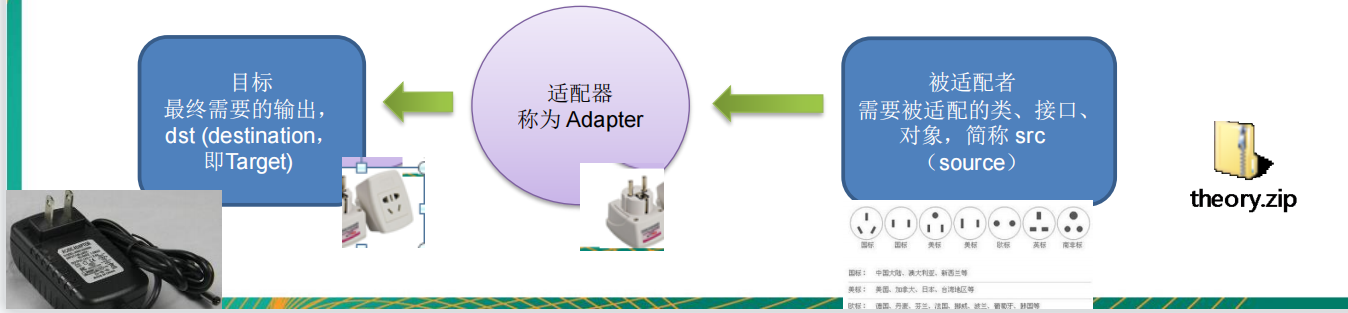 目标
最终需要的输出，
dst (destination，
即Target)
适配器
称为 Adapter
被适配者
需要被适配的类、接口、
对象，简称 src
（source）
theory.zip
国标 国标 美标 美标 欧标 英标 南非标
国标： 中国大陆、澳大利亚、新西兰等
美标： 美国、加拿大、日本、台湾地区等
欧标： 德国、丹麦、芬兰、法国、挪威、波兰、葡萄牙、韩国等